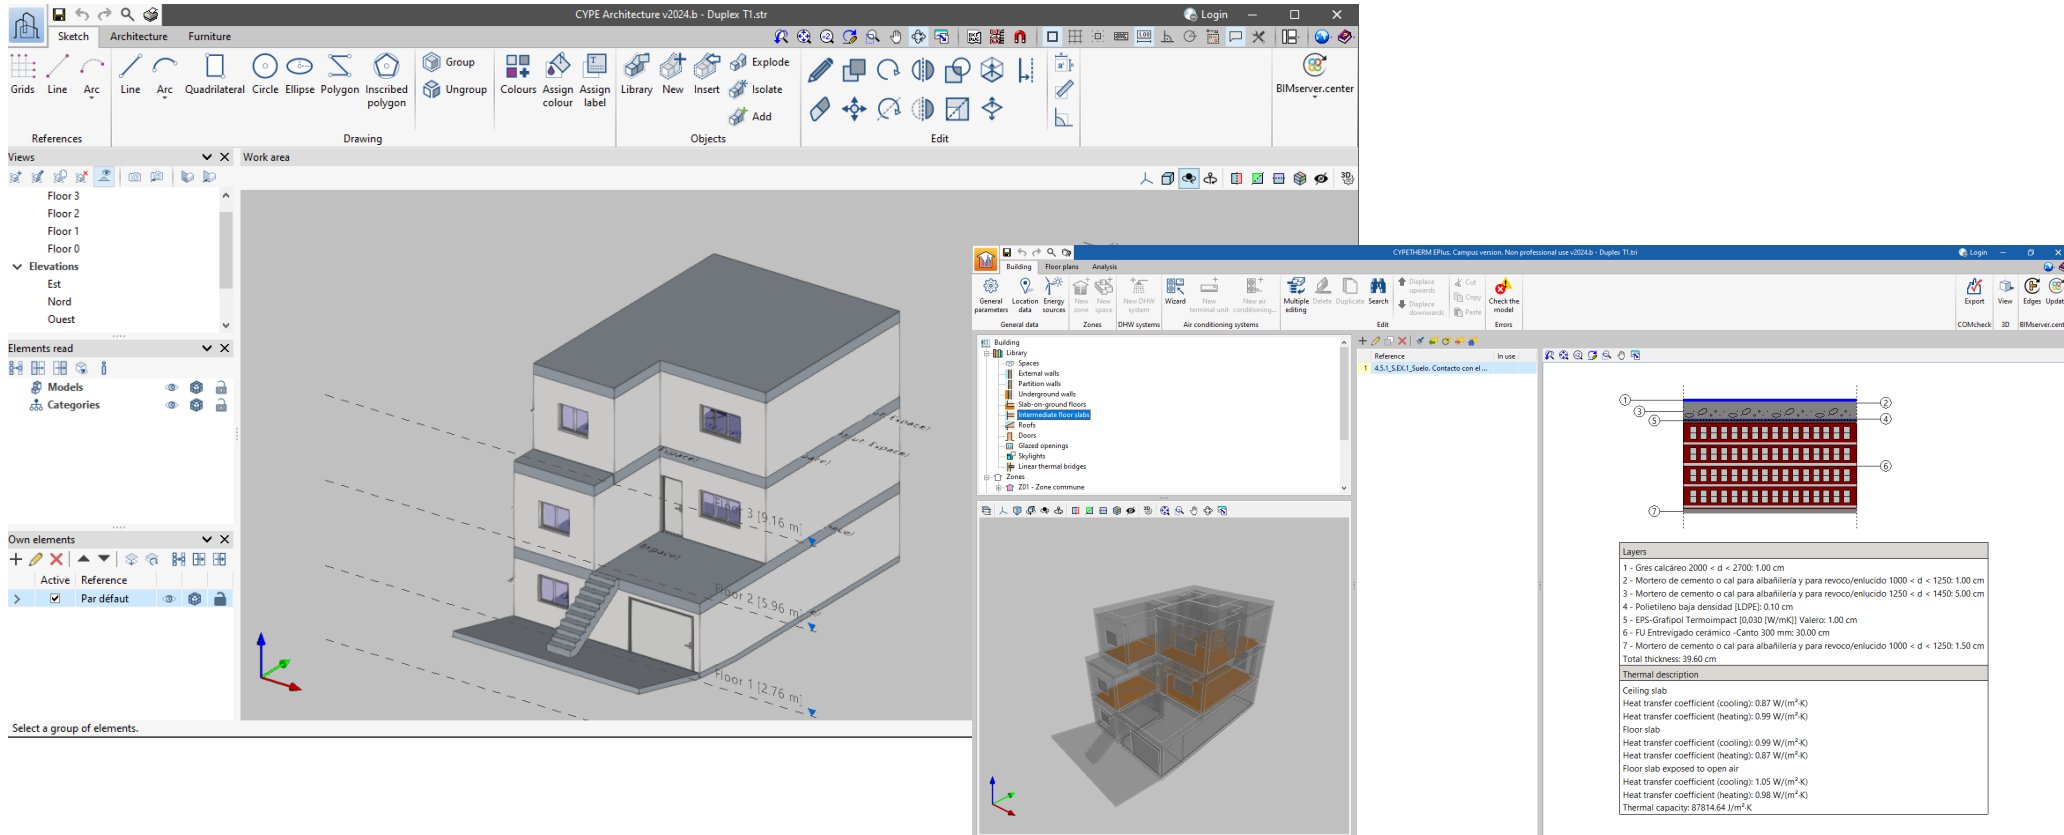 CYPE Architecture v2024.b - Duplex T1.str
Login
Sketch Architecture Furniture
Grids Line Arc
References
Line Arc Quadrilateral Circle Ellipse Polygon Inscribed polygon
Group
Ungroup
Colours Assign colour Assign label
Drawing
Library New Insert
Explode
Isolate
Add
Objects
Edit
BIMserver.center
Views
Floor 3
Floor 2
Floor 1
Floor 0
Elevations
Est
Nord
Ouest
Elements read
Models
Categories
Own elements
Active Reference
Par défaut
Select a group of elements.
Work area
Floor 3 [9.16 m]
Floor 2 [5.96 m]
Floor 1 [2.76 m]
CYPETHERM EPlus. Campus version. Non professional use v2024.b - Duplex T1.tri
Login
Building Floor plans Analysis
General parameters
Location data
Energy sources
General data
New zone
New space
Zones
New DHW system
DHW systems
Wizard
New terminal unit
New air conditioning...
Air conditioning systems
Multiple editing
Delete
Duplicate
Search
Displace upwards
Displace downwards
Cut
Copy
Paste
Edit
Check the model
Errors
Export
COMcheck
View
3D
Edges
Building
Library
Spaces
External walls
Partition walls
Underground walls
Slab-on-ground floors
Intermediate floor slabs
Roofs
Doors
Glazed openings
Skylights
Linear thermal bridges
Zones
Z01 - Zone commune
Reference In use
1 4.5.1_S.EX.1_Suelo. Contacto con el ...
1
2
3
4
5
6
7
Layers
1 - Gres calcáreo 2000 < d < 2700: 1.00 cm
2 - Mortero de cemento o cal para albañilería y para revoco/enlucido 1000 < d < 1250: 1.00 cm
3 - Mortero de cemento o cal para albañilería y para revoco/enlucido 1250 < d < 1450: 5.00 cm
4 - Polietileno baja densidad [LDPE]: 0.10 cm
5 - EPS-Grafipol Termoimpact [0,030 [W/mK]] Valero: 1.00 cm
6 - FU Entrevigado cerámico -Canto 300 mm: 30.00 cm
7 - Mortero de cemento o cal para albañilería y para revoco/enlucido 1000 < d < 1250: 1.50 cm
Total thickness: 39.60 cm
Thermal description
Ceiling slab
Heat transfer coefficient (cooling): 0.87 W/(m²·K)
Heat transfer coefficient (heating): 0.99 W/(m²·K)
Floor slab
Heat transfer coefficient (cooling): 0.99 W/(m²·K)
Heat transfer coefficient (heating): 0.87 W/(m²·K)
Floor slab exposed to open air
Heat transfer coefficient (cooling): 1.05 W/(m²·K)
Heat transfer coefficient (heating): 0.98 W/(m²·K)
Thermal capacity: 87814.64 J/m²·K